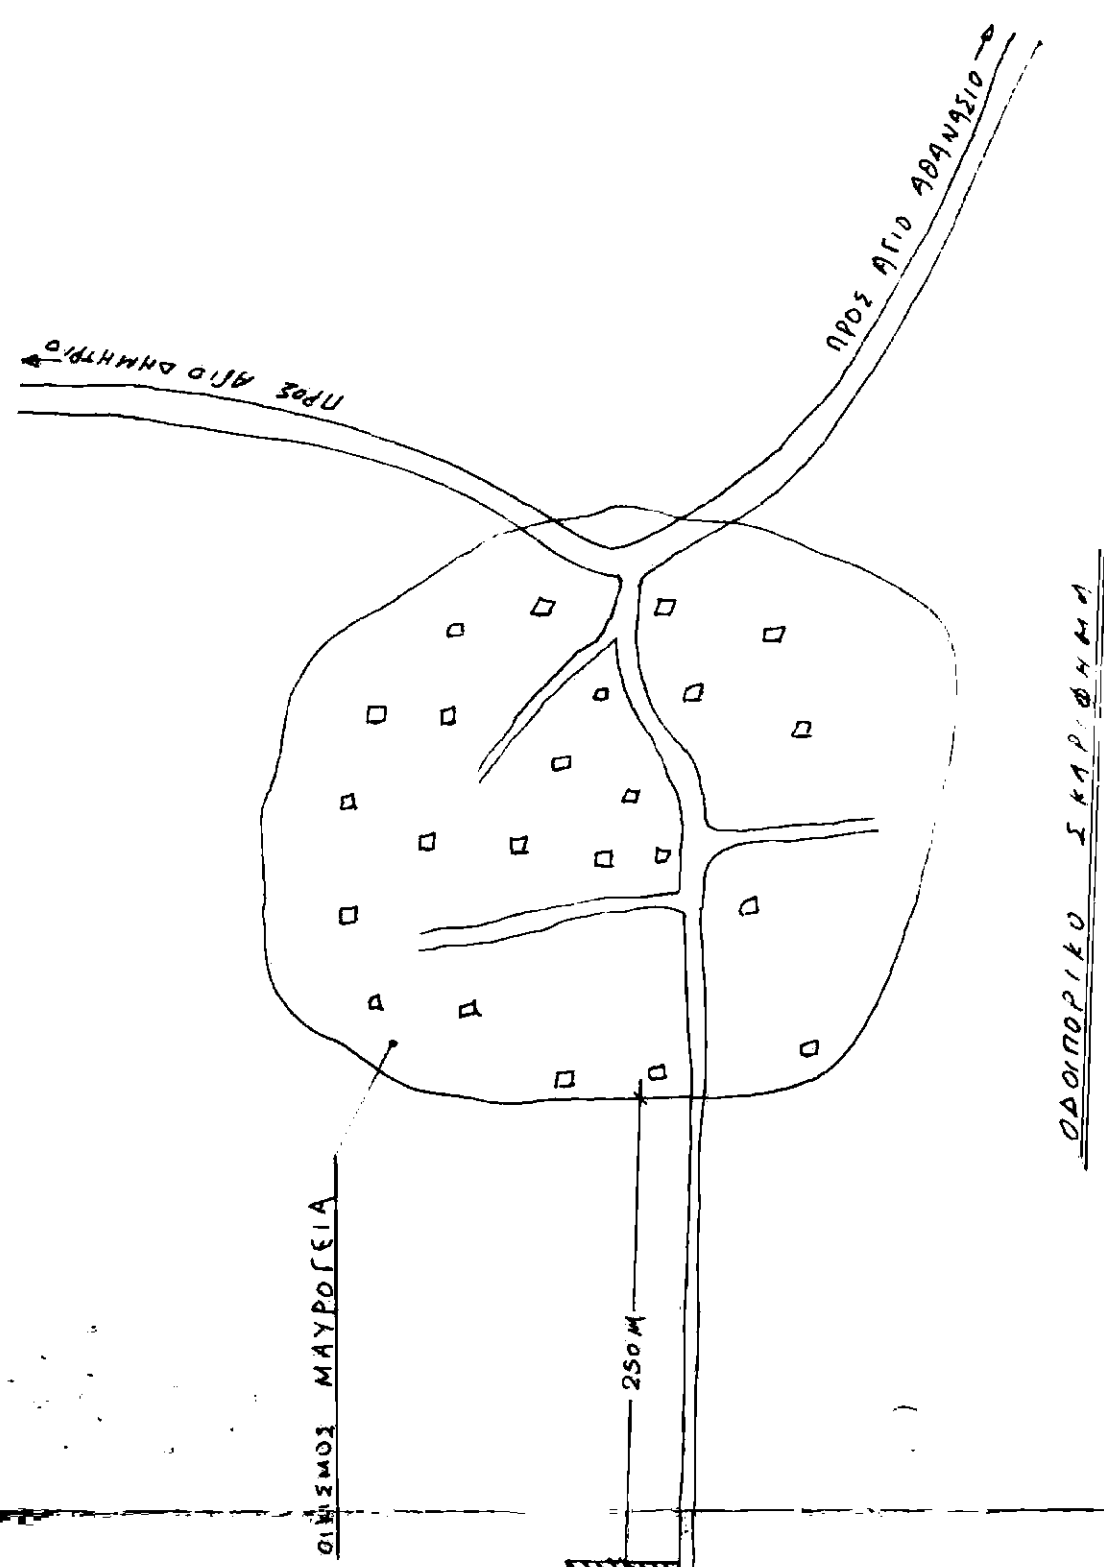 ΠΡΟΣ ΑΓΙΟ ΑΘΑΝΑΣΙΟ
ΠΡΟΣ ΑΓΙΟ ΔΗΜΗΤΡΙΟ
ΟΔΟΙΠΟΡΙΚΟ ΣΚΑΡΙΦΗΜΑ
ΟΙΚΙΣΜΟΣ ΜΑΥΡΟΓΕΙΑ
250 Μ